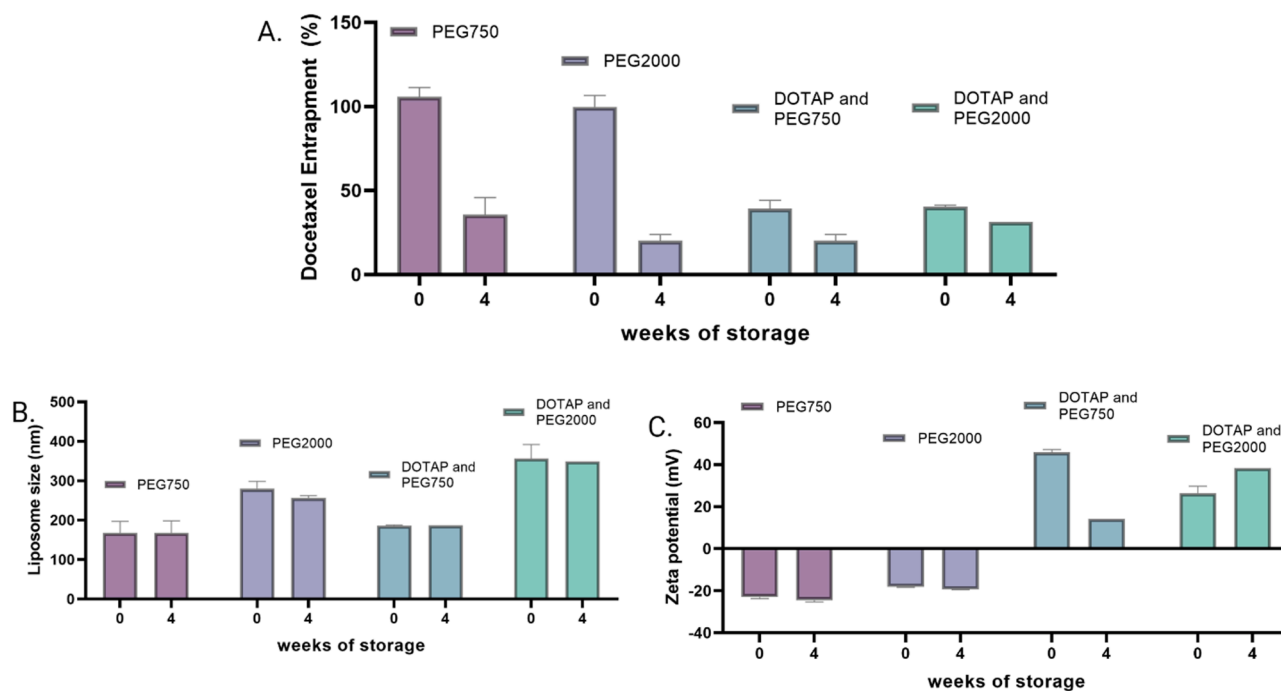 A.
Docetaxel Entrapment (%)
150
100
50
0
PEG750
PEG2000
DOTAP and
PEG750
DOTAP and
PEG2000
0 4 0 4 0 4 0 4
weeks of storage
B.
Liposome size (nm)
500
400
300
200
100
0
PEG750
PEG2000
DOTAP and
PEG750
DOTAP and
PEG2000
0 4 0 4 0 4 0 4
weeks of storage
C.
Zeta potential (mV)
60
40
20
0
-20
-40
PEG750
PEG2000
DOTAP and
PEG750
DOTAP and
PEG2000
0 4 0 4 0 4 0 4
weeks of storage